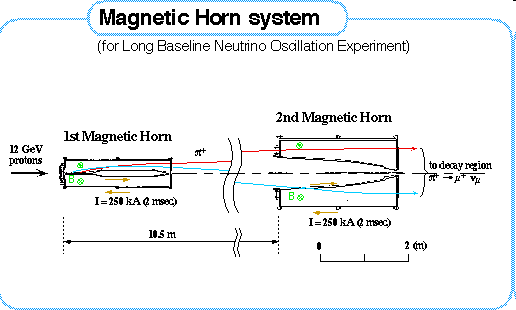 Magnetic Horn system
(for Long Baseline Neutrino Oscillation Experiment)
2nd Magnetic Horn
1st Magnetic Horn
12 GeV
protons
π+
B
B
to decay region
π+ → μ+ νμ
I = 250 kA (2 msec)
I = 250 kA (2 msec)
10.5 m
0 2 (m)